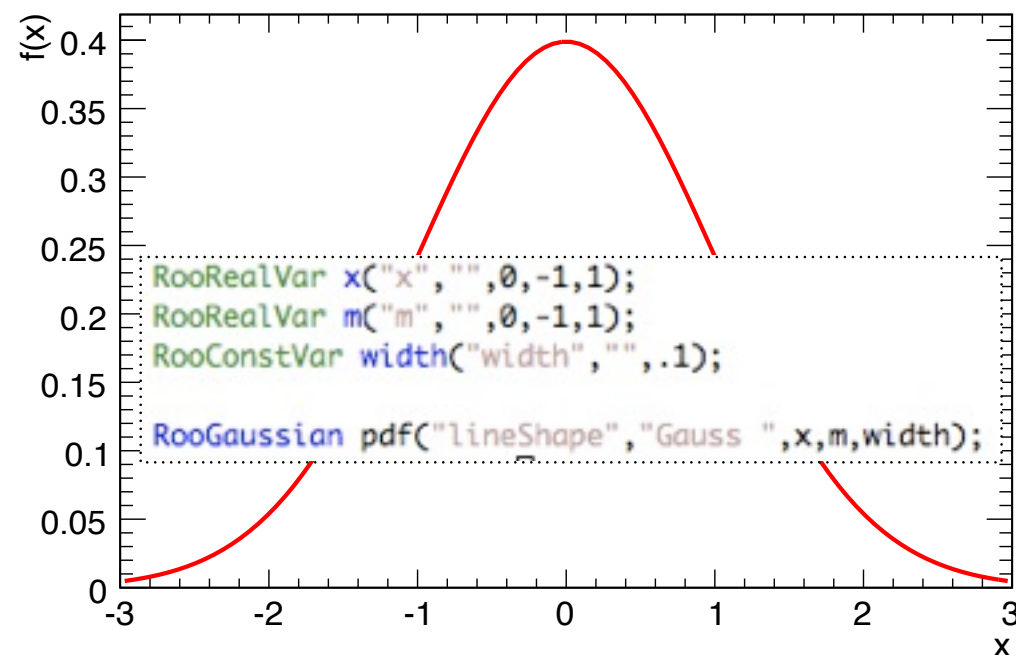 f(x)
0.4
0.35
0.3
0.25
RooRealVar x("x","",0,-1,1);
RooRealVar m("m","",0,-1,1);
0.2
RooConstVar width("width","",.1);
0.15
RooGaussian pdf("lineShape","Gauss ",x,m,width);
0.1
0.05
0
-3 -2 -1 0 1 2 3
x